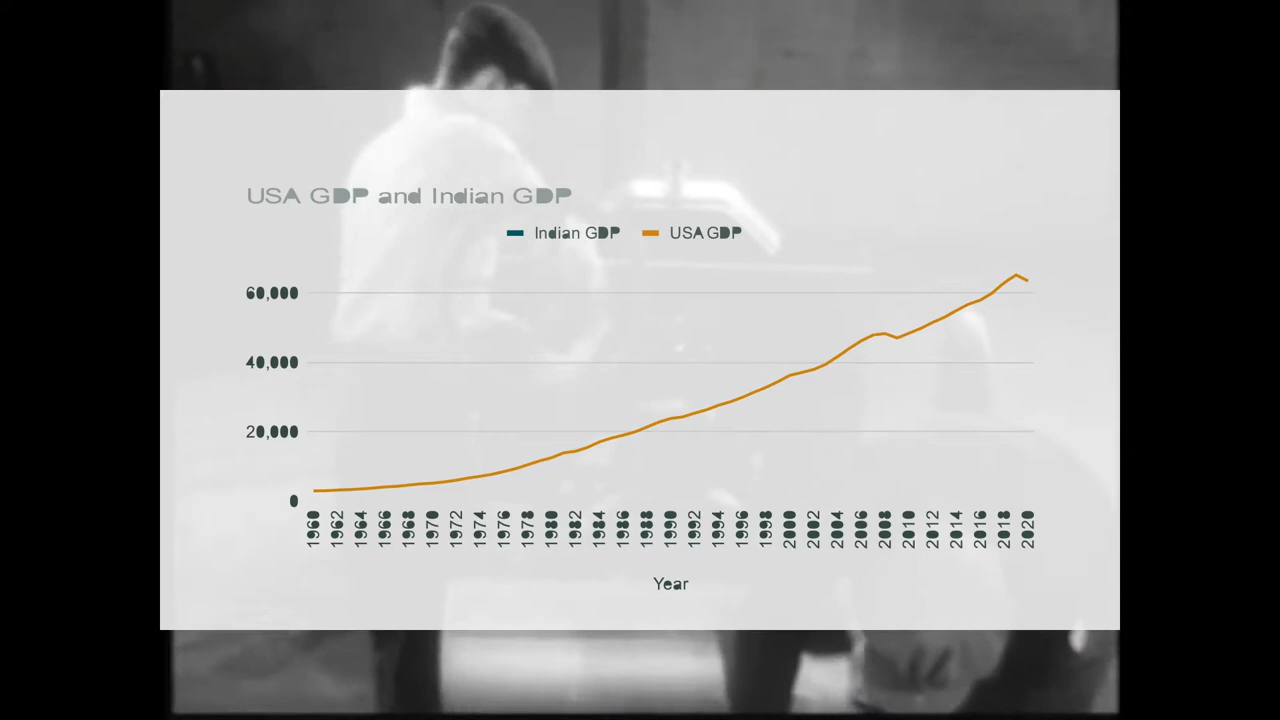 USA GDP and Indian GDP
Indian GDP USA GDP
60,000
40,000
20,000
0
1960 1962 1964 1966 1968 1970 1972 1974 1976 1978 1980 1982 1984 1986 1988 1990 1992 1994 1996 1998 2000 2002 2004 2006 2008 2010 2012 2014 2016 2018 2020
Year